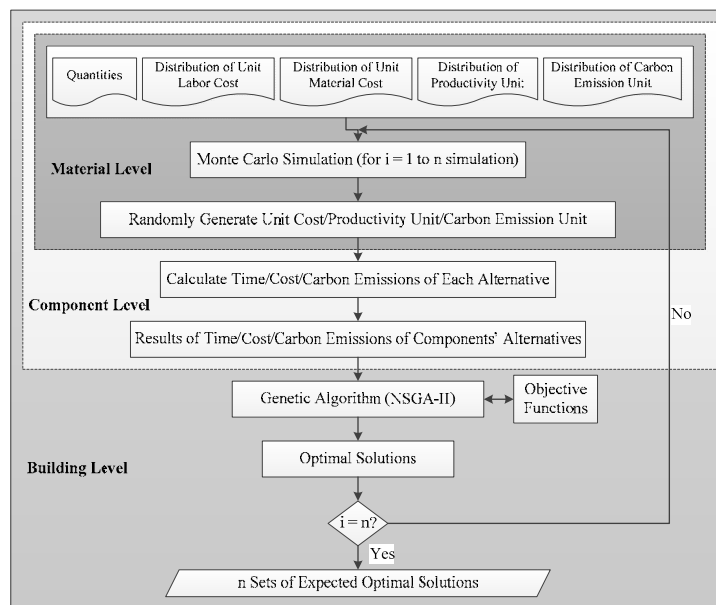 Quantities
Distribution of Unit
Labor Cost
Distribution of Unit
Material Cost
Distribution of
Productivity Unit
Distribution of Carbon
Emission Unit
Monte Carlo Simulation (for i = 1 to n simulation)
Material Level
Randomly Generate Unit Cost/Productivity Unit/Carbon Emission Unit
Calculate Time/Cost/Carbon Emissions of Each Alternative
Component Level
No
Results of Time/Cost/Carbon Emissions of Components' Alternatives
Genetic Algorithm (NSGA-II)
Objective
Functions
Optimal Solutions
Building Level
i = n?
Yes
n Sets of Expected Optimal Solutions